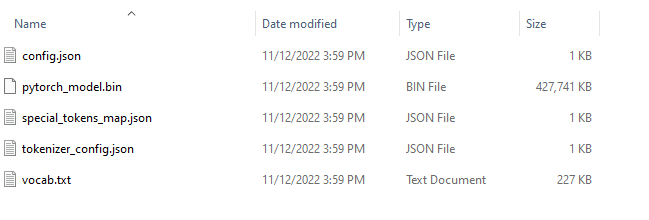 Name Date modified Type Size
config.json 11/12/2022 3:59 PM JSON File 1 KB
pytorch_model.bin 11/12/2022 3:59 PM BIN File 427,741 KB
special_tokens_map.json 11/12/2022 3:59 PM JSON File 1 KB
tokenizer_config.json 11/12/2022 3:59 PM JSON File 1 KB
vocab.txt 11/12/2022 3:59 PM Text Document 227 KB